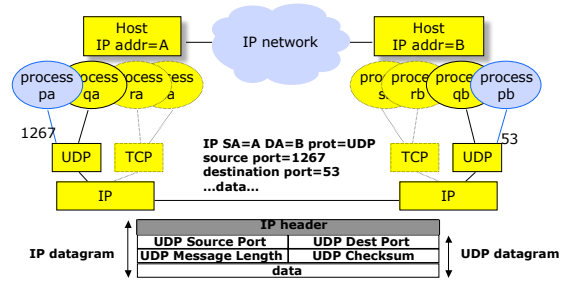 Host
IP addr=A
IP network
Host
IP addr=B
process
pa
process
qa
ra
process
rb
process
qb
process
pb
1267
53
UDP
TCP
IP SA=A DA=B prot=UDP
source port=1267
destination port=53
...data...
TCP
UDP
IP
IP
IP header
UDP Source Port
UDP Dest Port
IP datagram
UDP Message Length
UDP Checksum
UDP datagram
data